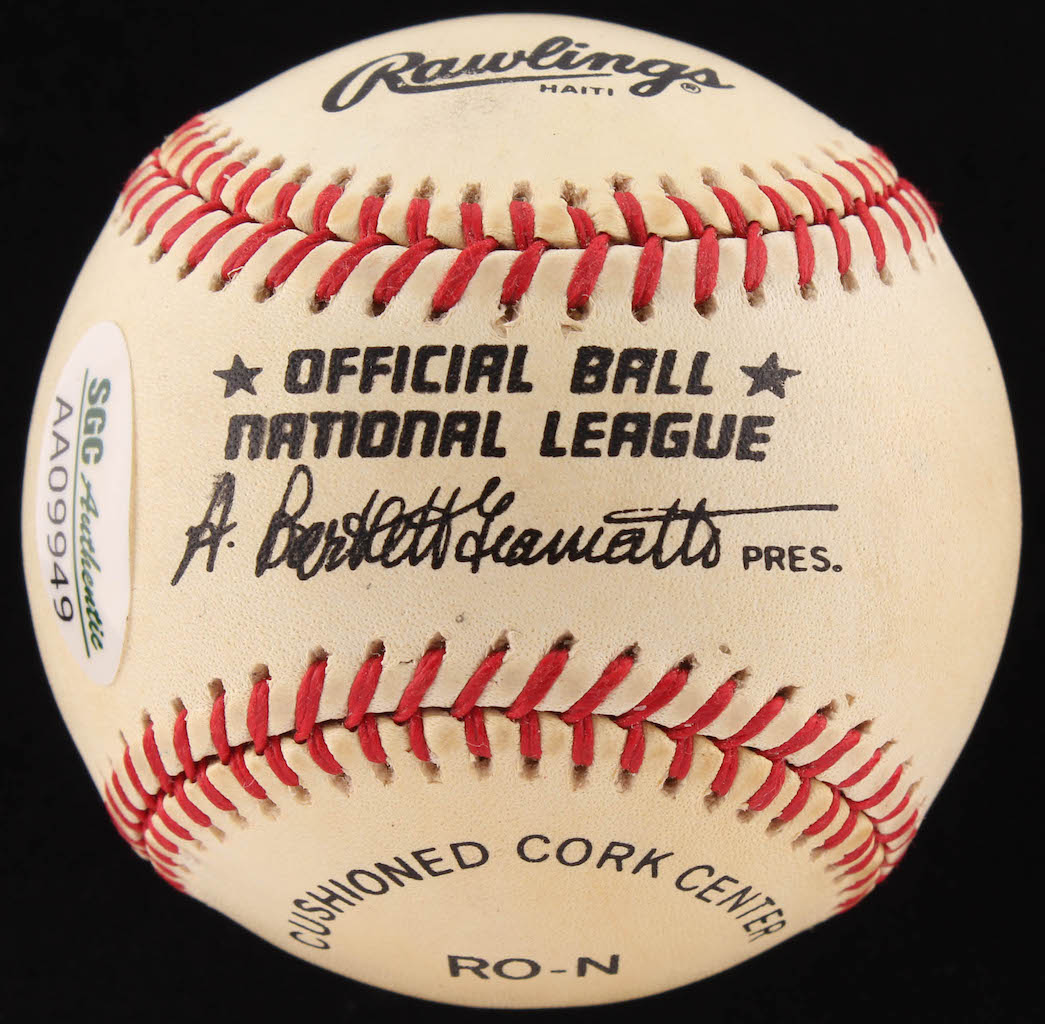 Rawlings®
HAITI
★ OFFICIAL BALL ★
NATIONAL LEAGUE
A. Bartlett Giamatti PRES.
SGC Authentic
AA09949
CUSHIONED CORK CENTER
RO-N